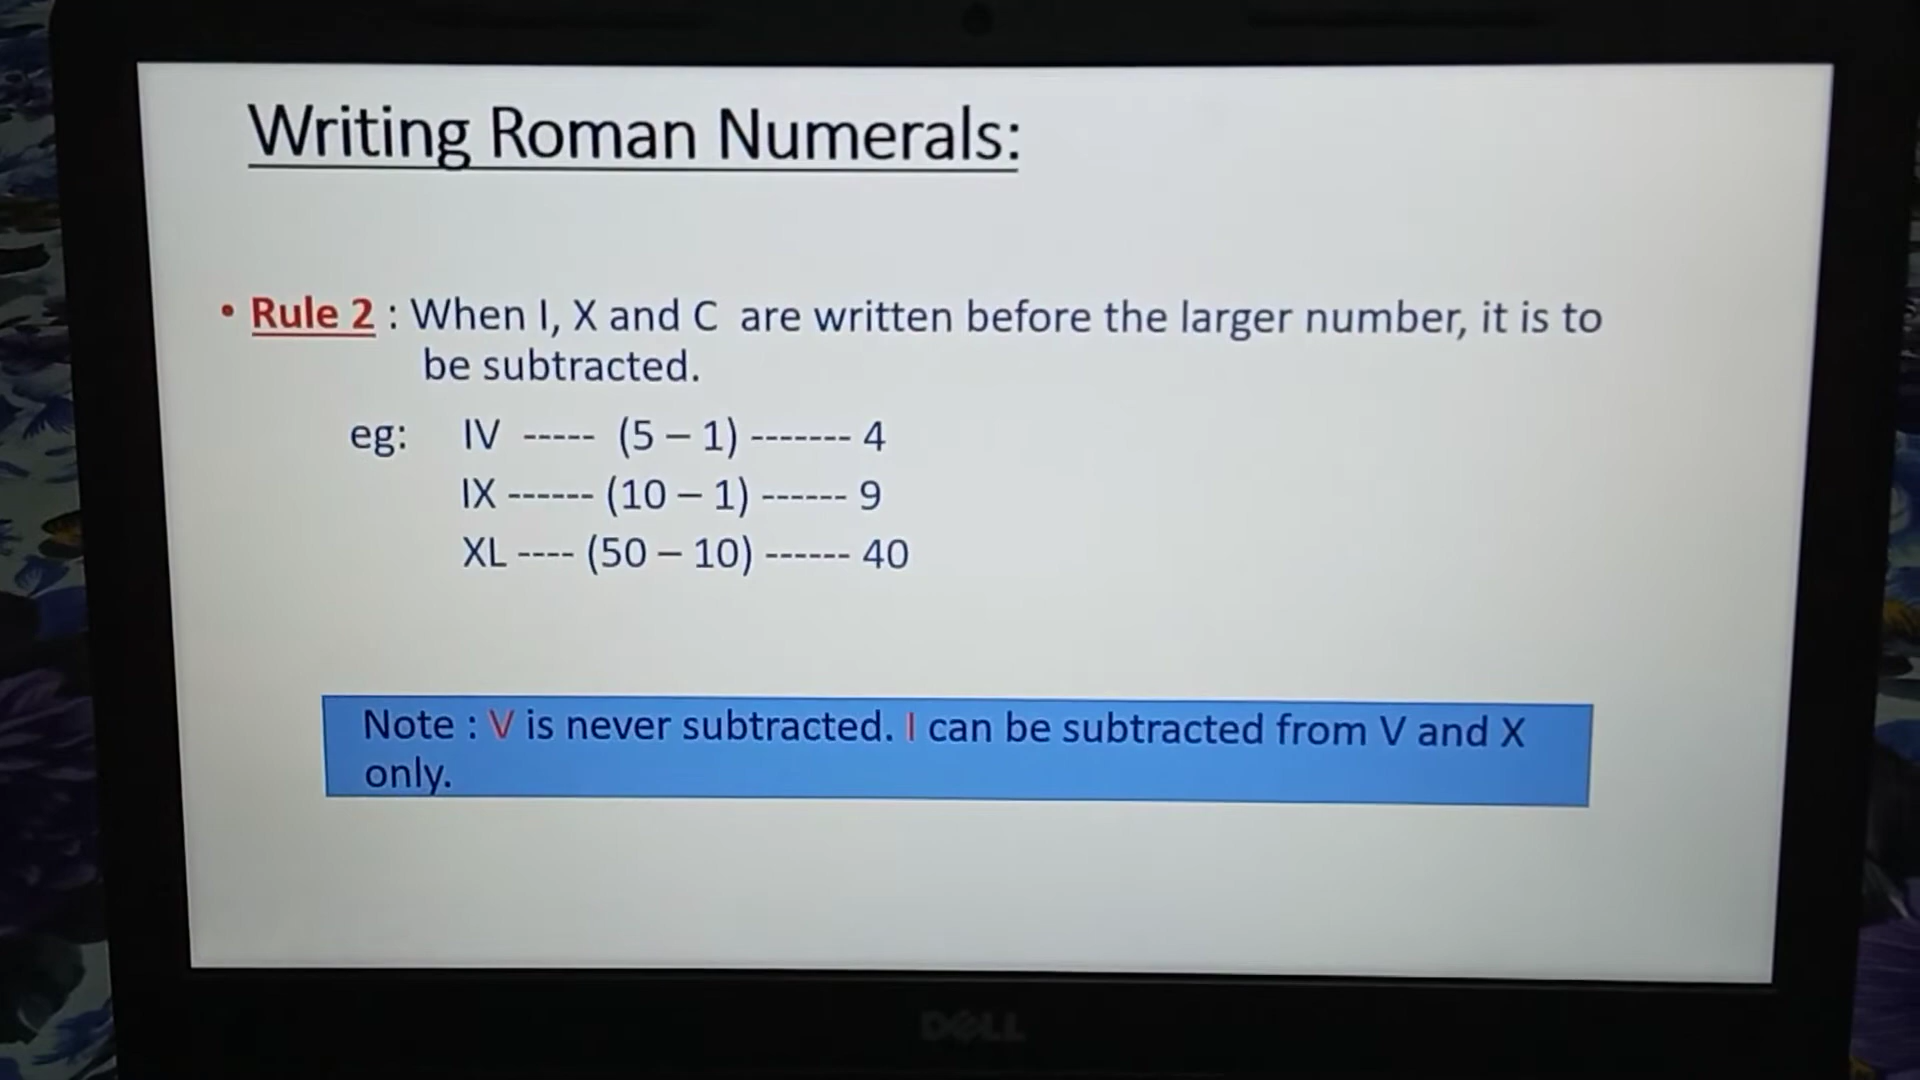 Writing Roman Numerals:
• Rule 2 : When I, X and C are written before the larger number, it is to
be subtracted.
eg: IV ----- (5 – 1) ------- 4
IX ------ (10 – 1) ------ 9
XL ---- (50 – 10) ------ 40
Note : V is never subtracted. I can be subtracted from V and X
only.
DELL